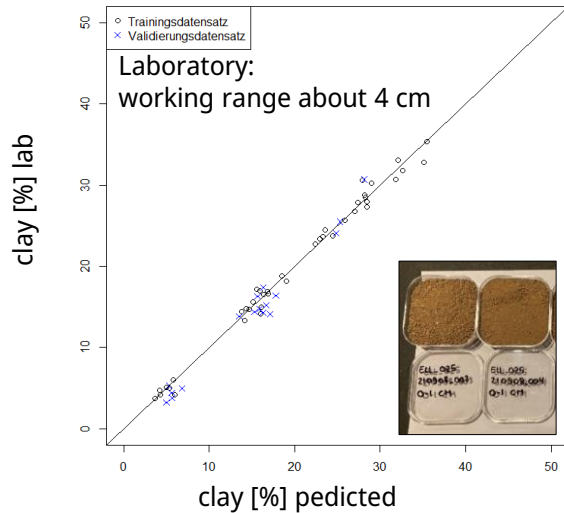 Trainingsdatensatz
Validierungsdatensatz
Laboratory:
working range about 4 cm
clay [%] lab
50
40
30
20
10
0
0
10
20
30
40
50
clay [%] pedicted